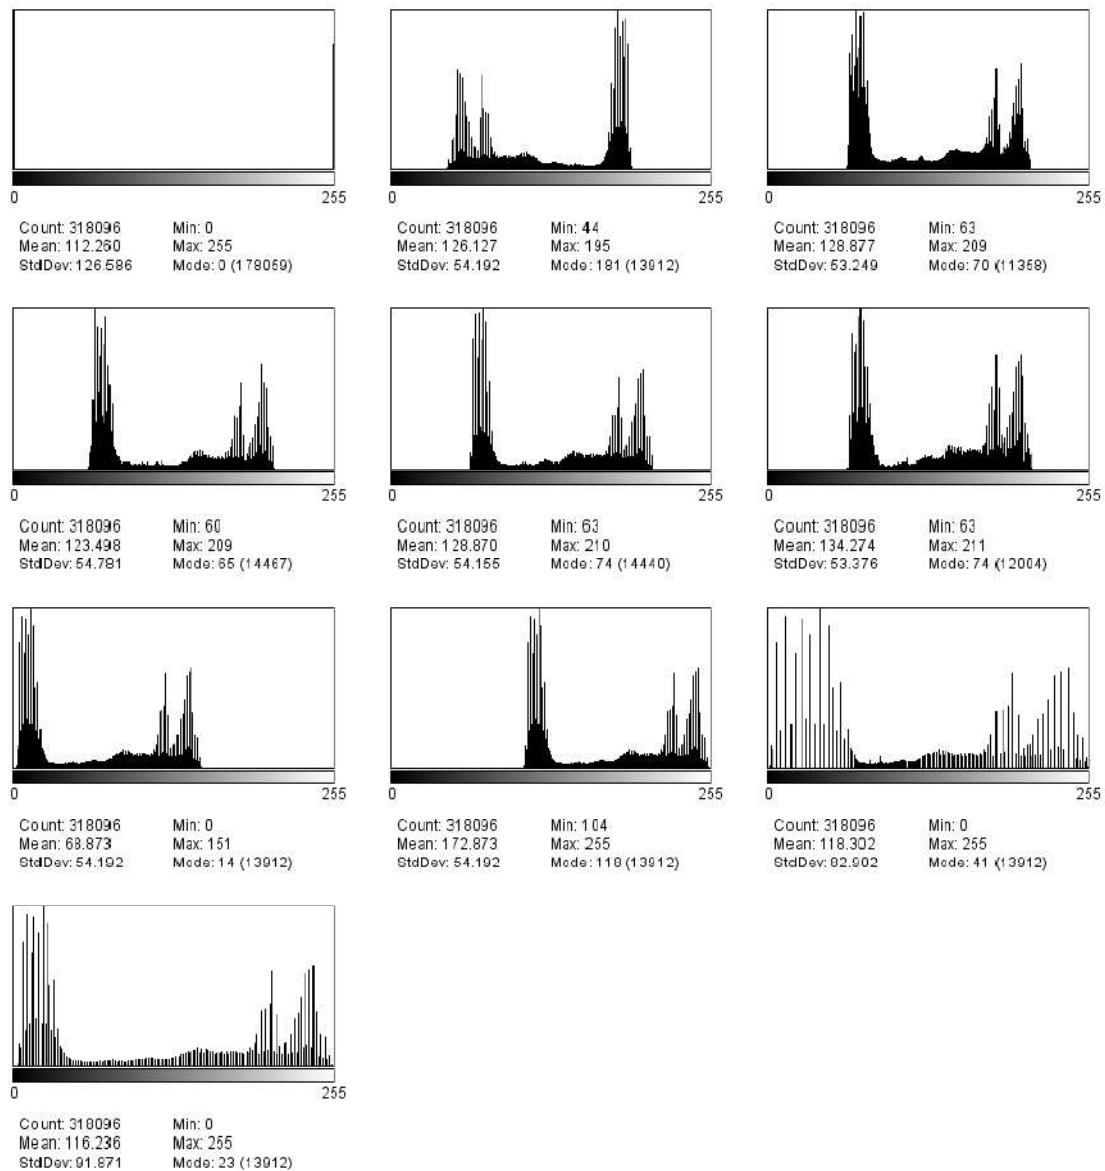 0 255
Count: 318096 Min: 0
Mean: 112.260 Max: 255
StdDev: 126.586 Mode: 0 (178059)
0 255
Count: 318096 Min: 44
Mean: 126.127 Max: 195
StdDev: 54.192 Mode: 181 (13912)
0 255
Count: 318096 Min: 63
Mean: 128.877 Max: 209
StdDev: 53.249 Mode: 70 (11358)
0 255
Count: 318096 Min: 60
Mean: 123.498 Max: 209
StdDev: 54.781 Mode: 65 (14467)
0 255
Count: 318096 Min: 63
Mean: 128.870 Max: 210
StdDev: 54.155 Mode: 74 (14440)
0 255
Count: 318096 Min: 63
Mean: 134.274 Max: 211
StdDev: 53.376 Mode: 74 (12004)
0 255
Count: 318096 Min: 0
Mean: 68.873 Max: 151
StdDev: 54.192 Mode: 14 (13912)
0 255
Count: 318096 Min: 104
Mean: 172.873 Max: 255
StdDev: 54.192 Mode: 118 (13912)
0 255
Count: 318096 Min: 0
Mean: 118.302 Max: 255
StdDev: 82.902 Mode: 41 (13912)
0 255
Count: 318096 Min: 0
Mean: 116.236 Max: 255
StdDev: 91.871 Mode: 23 (13912)